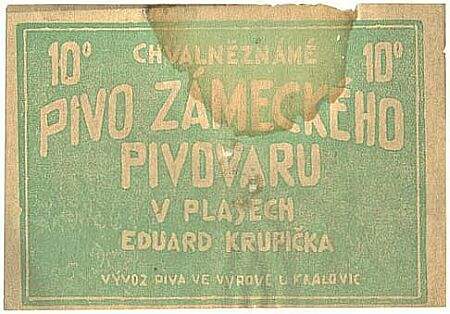 10° CHVALNĚZNÁMÉ 10°
PIVO ZÁMECKÉHO
PIVOVARU
V PLASECH
EDUARD KRUPIČKA
VÝVOZ PIVA VE VÝROVĚ U KRALOVIC